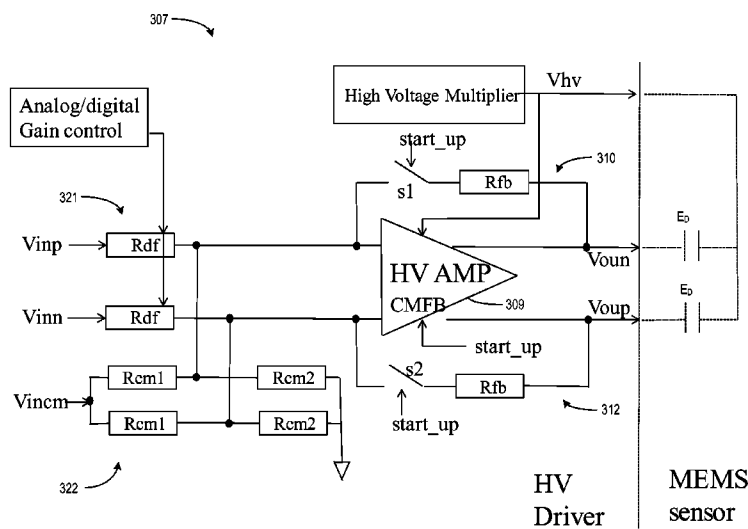 307
Analog/digital
Gain control
High Voltage Multiplier
Vhv
start_up
310
s1
Rfb
321
Vinp
Rdf
HV AMP
CMFB
309
Voun
E_D
Vinn
Rdf
Voup
E_D
start_up
Rcm1
Rcm2
s2
Rfb
Vincm
Rcm1
Rcm2
start_up
312
322
HV
Driver
MEMS
sensor